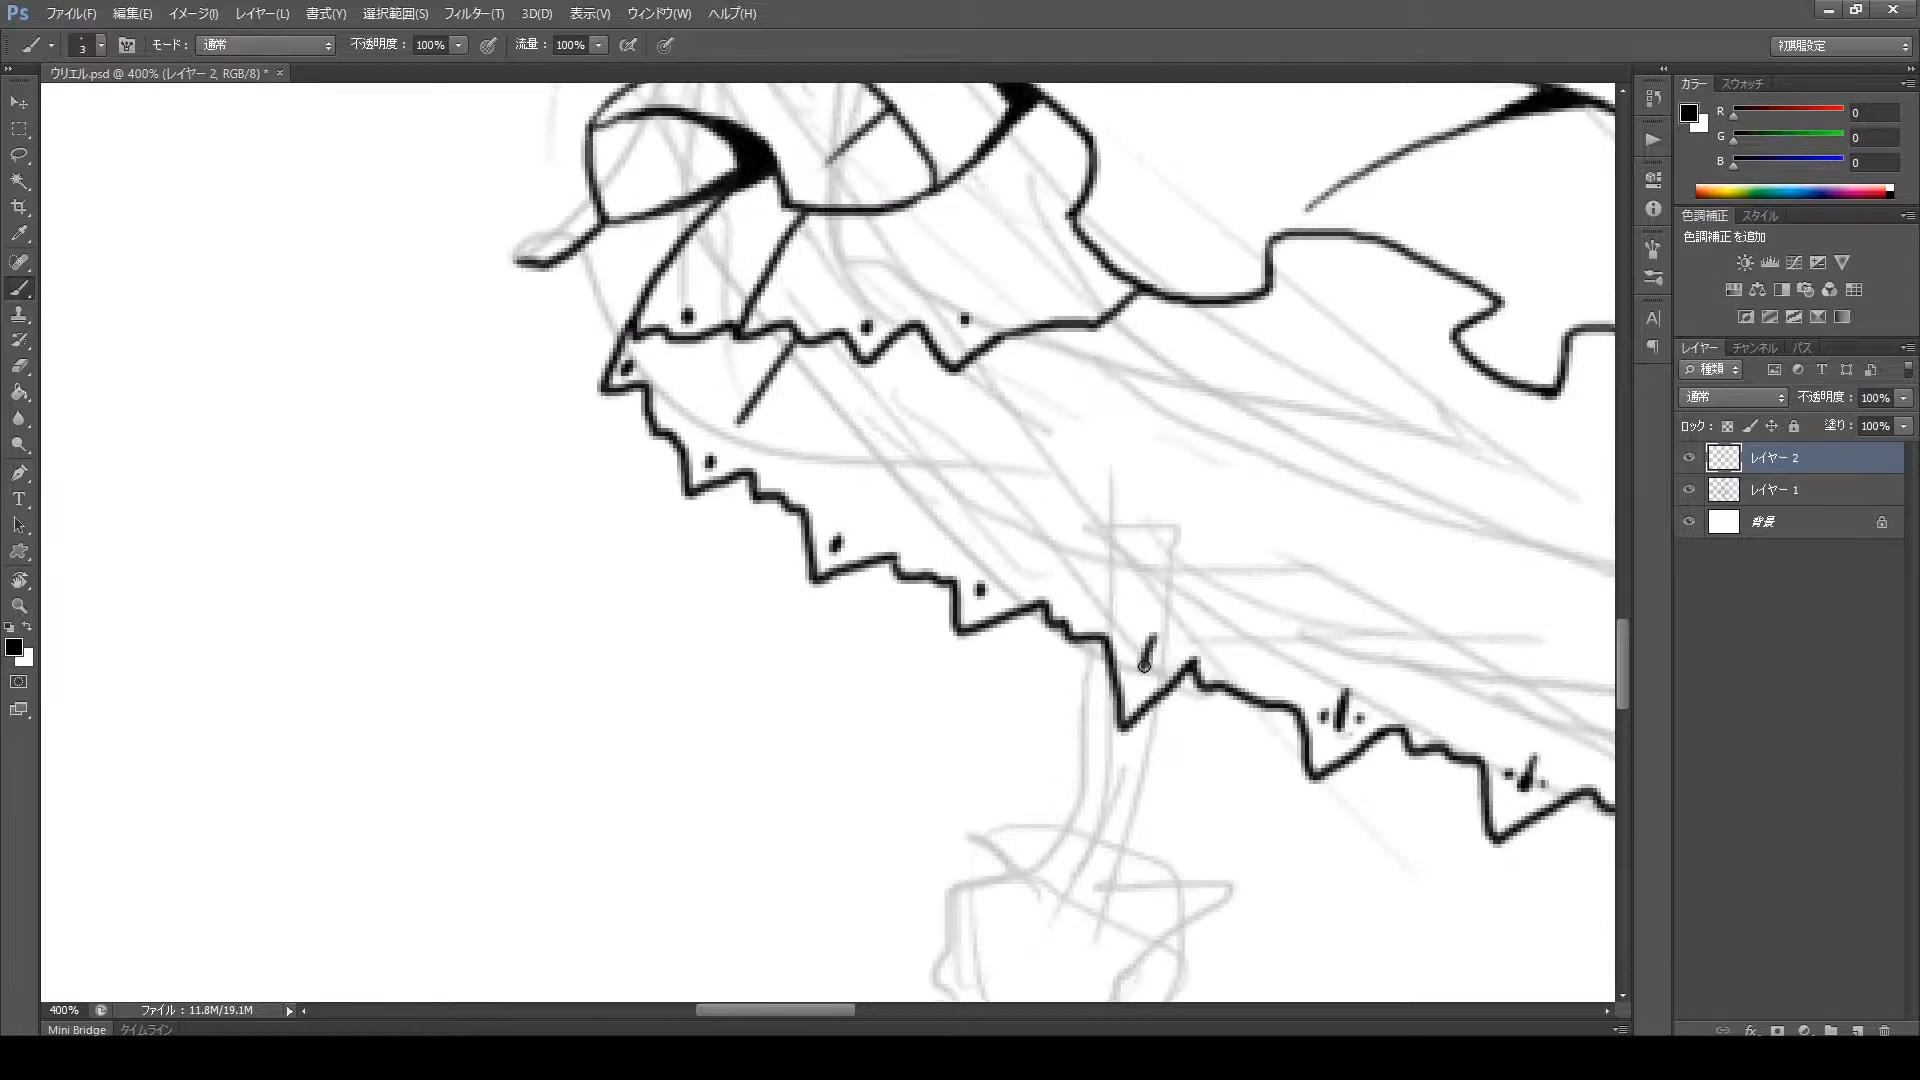 Ps ファイル(F) 編集(E) イメージ(I) レイヤー(L) 書式(Y) 選択範囲(S) フィルター(T) 3D(D) 表示(V) ウィンドウ(W) ヘルプ(H)
3 モード： 通常 不透明度： 100% 流量： 100% 初期設定
ウリエル.psd @ 400% (レイヤー 2, RGB/8) * ×
カラー スウォッチ
R 0
G 0
B 0
色調補正 スタイル
色調補正を追加
レイヤー チャンネル パス
種類
通常 不透明度： 100%
ロック： 塗り： 100%
レイヤー 2
レイヤー 1
背景
400% ファイル：11.8M/19.1M
Mini Bridge タイムライン